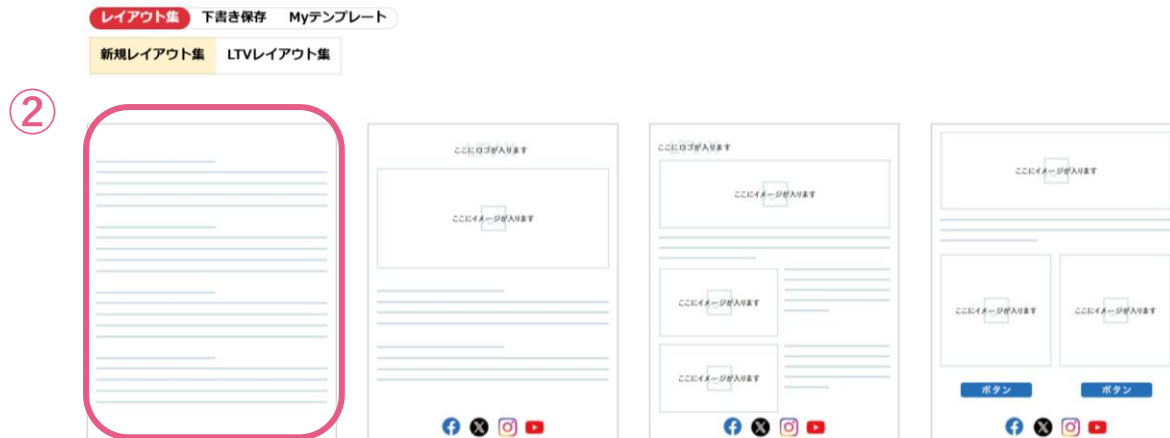 レイアウト集 下書き保存 Myテンプレート
新規レイアウト集 LTVレイアウト集
②
ここにロゴが入ります
ここにイメージが入ります
ここにロゴが入ります
ここにイメージが入ります
ここにイメージが入ります
ここにイメージが入ります
ここにイメージが入ります
ここにイメージが入ります ここにイメージが入ります
ボタン ボタン